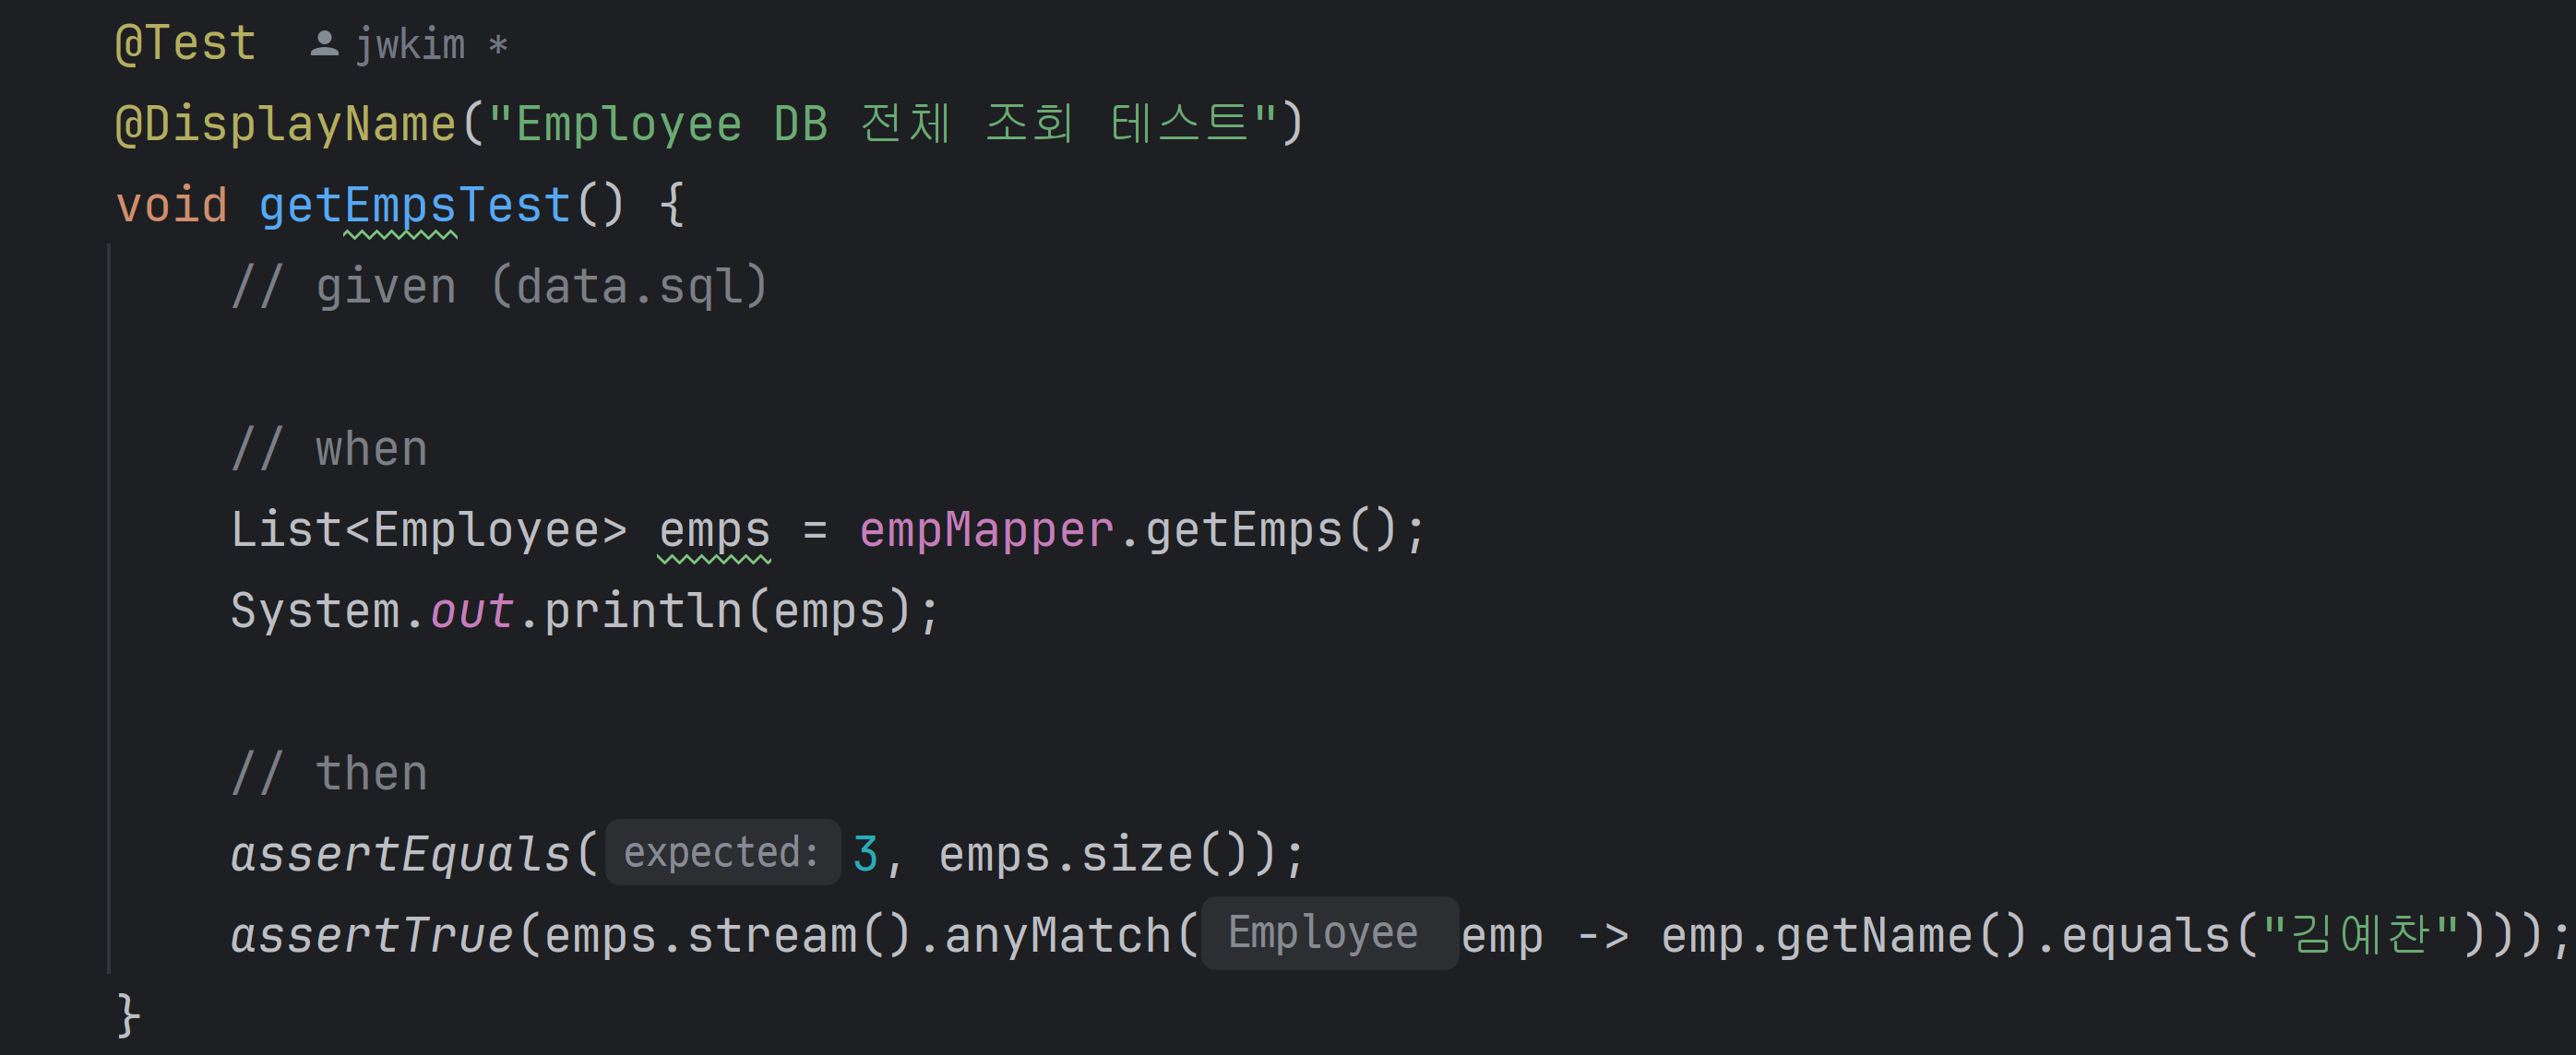 @Test jwkim *
@DisplayName("Employee DB 전체 조회 테스트")
void getEmpsTest() {
// given (data.sql)
// when
List<Employee> emps = empMapper.getEmps();
System.out.println(emps);
// then
assertEquals( expected: 3, emps.size());
assertTrue(emps.stream().anyMatch( Employee emp -> emp.getName().equals("김예찬")));
}